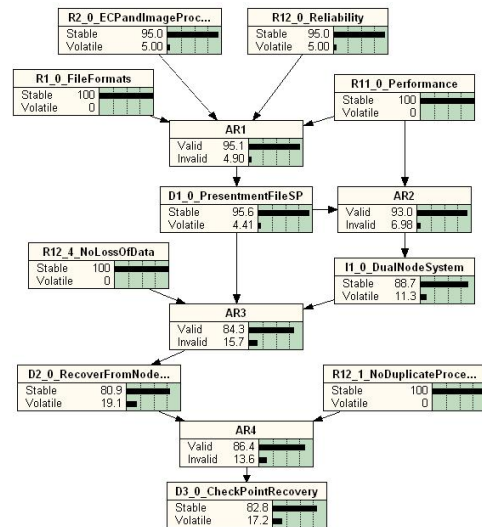 R2_0_ECPandImageProc...
Stable 95.0
Volatile 5.00
R12_0_Reliability
Stable 95.0
Volatile 5.00
R1_0_FileFormats
Stable 100
Volatile 0
R11_0_Performance
Stable 100
Volatile 0
AR1
Valid 95.1
Invalid 4.90
D1_0_PresentmentFileSP
Stable 95.6
Volatile 4.41
AR2
Valid 93.0
Invalid 6.98
R12_4_NoLossOfData
Stable 100
Volatile 0
I1_0_DualNodeSystem
Stable 88.7
Volatile 11.3
AR3
Valid 84.3
Invalid 15.7
D2_0_RecoverFromNode...
Stable 80.9
Volatile 19.1
R12_1_NoDuplicateProce...
Stable 100
Volatile 0
AR4
Valid 86.4
Invalid 13.6
D3_0_CheckPointRecovery
Stable 82.8
Volatile 17.2